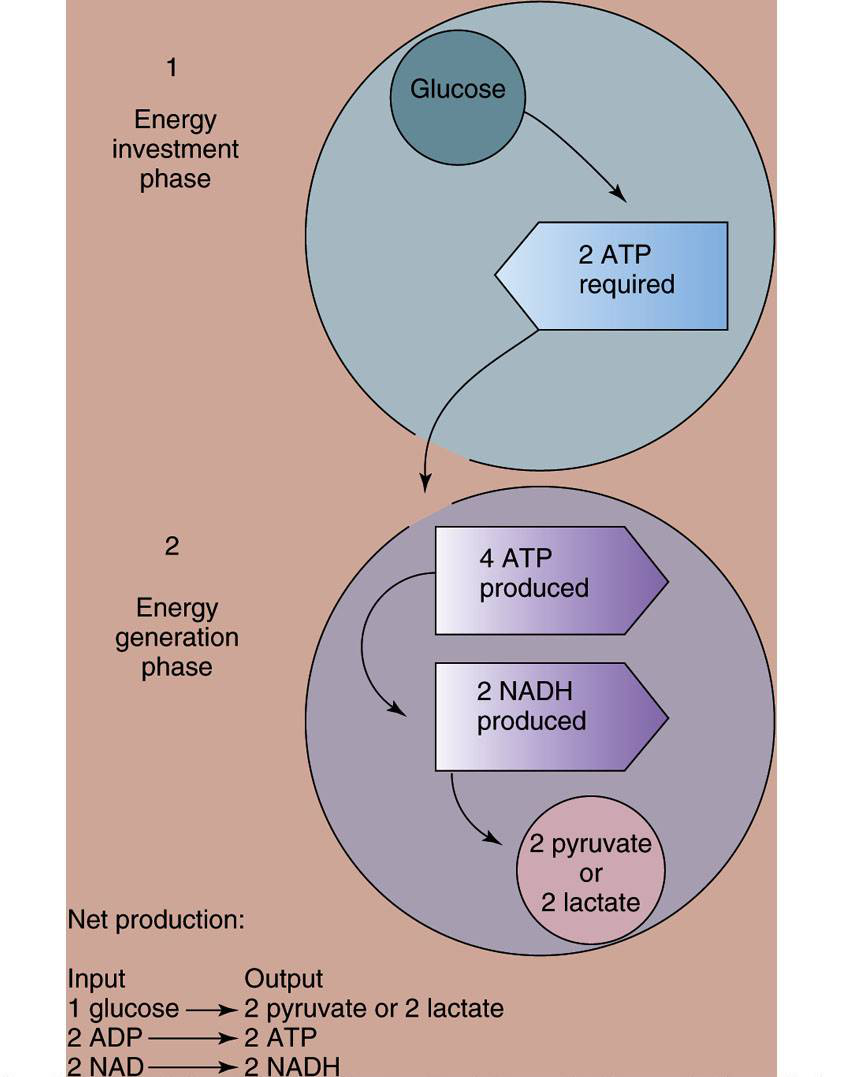 1
Energy
investment
phase
Glucose
2 ATP
required
2
Energy
generation
phase
4 ATP
produced
2 NADH
produced
2 pyruvate
or
2 lactate
Net production:
Input Output
1 glucose → 2 pyruvate or 2 lactate
2 ADP → 2 ATP
2 NAD → 2 NADH